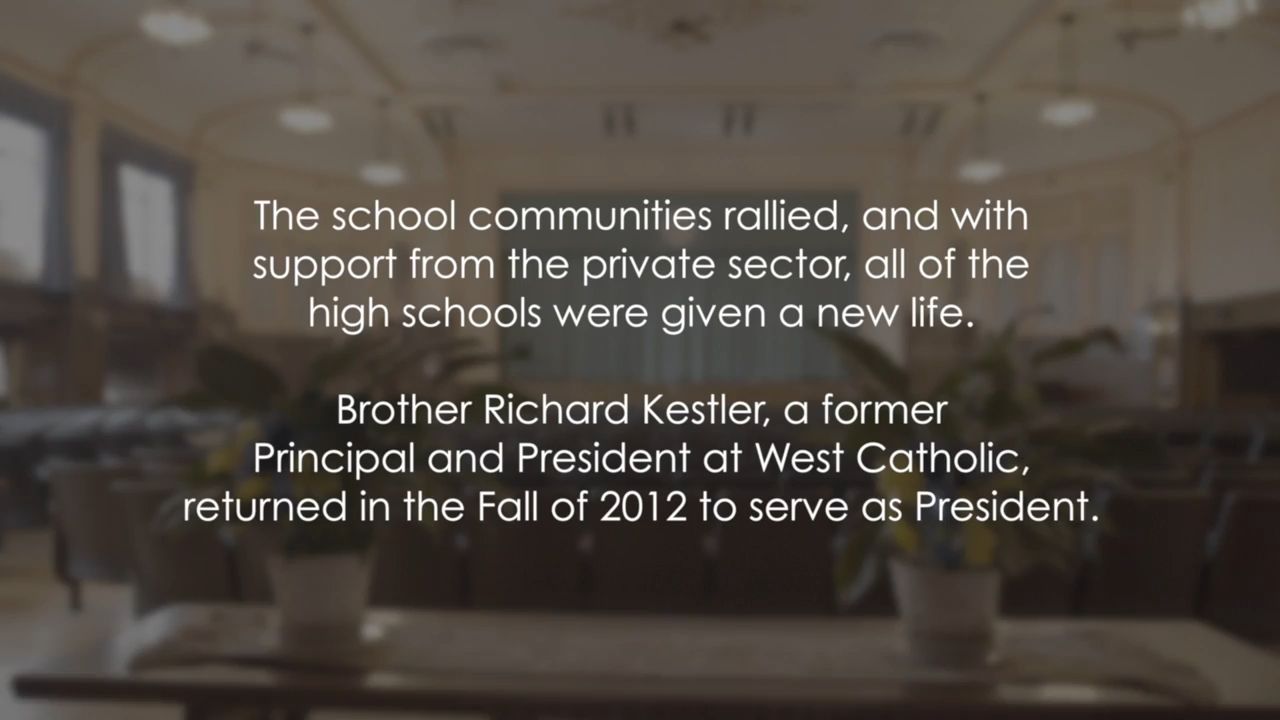 The school communities rallied, and with
support from the private sector, all of the
high schools were given a new life.
Brother Richard Kestler, a former
Principal and President at West Catholic,
returned in the Fall of 2012 to serve as President.